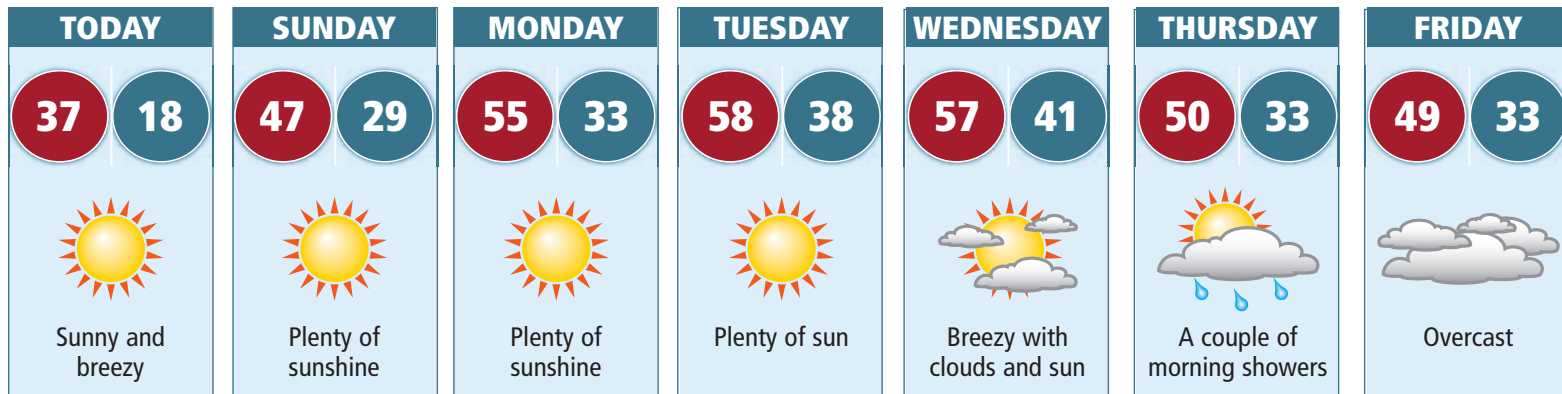 TODAY
37 18
Sunny and
breezy
SUNDAY
47 29
Plenty of
sunshine
MONDAY
55 33
Plenty of
sunshine
TUESDAY
58 38
Plenty of sun
WEDNESDAY
57 41
Breezy with
clouds and sun
THURSDAY
50 33
A couple of
morning showers
FRIDAY
49 33
Overcast